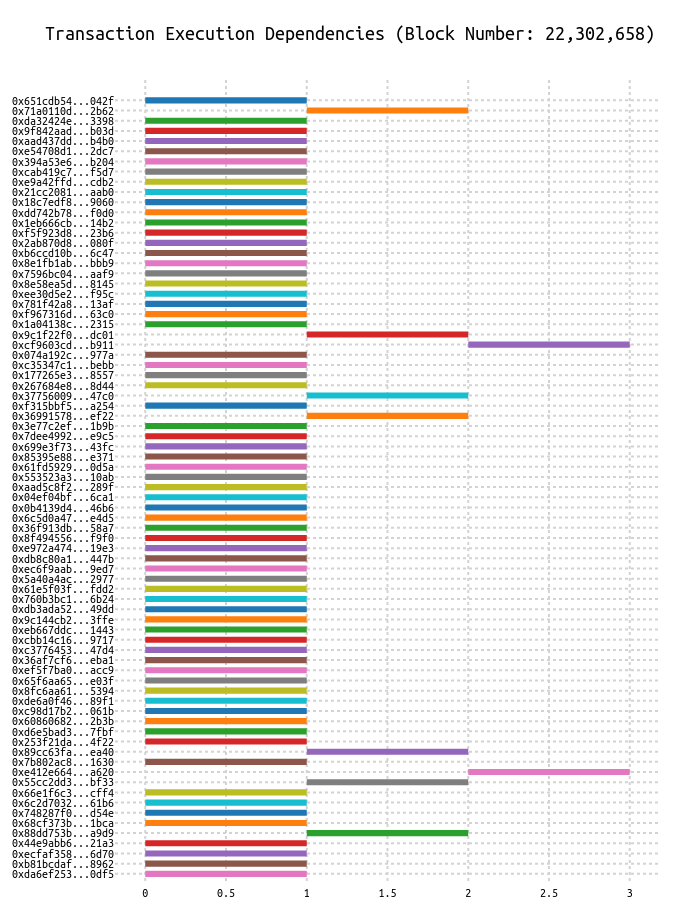 Transaction Execution Dependencies (Block Number: 22,302,658)
0x651cdb54...042f
0x71a0110d...2b62
0xda32424e...3398
0x9f842aad...b03d
0xaad437dd...b4b0
0xe54708d1...2dc7
0x394a53e6...b204
0xcab419c7...f5d7
0xe9a42ffd...cdb2
0x21cc2081...aab0
0x18c7edf8...9060
0xdd742b78...f0d0
0x1eb666cb...14b2
0xf5f923d8...23b6
0x2ab870d8...080f
0xb6ccd10b...6c47
0x8e1fb1ab...bbb9
0x7596bc04...aaf9
0x8e58ea5d...8145
0xee30d5e2...f95c
0x781f42a8...13af
0xf967316d...63c0
0x1a04138c...2315
0x9c1f22f0...dc01
0xcf9603cd...b911
0x074a192c...977a
0xc35347c1...bebb
0x177265e3...8557
0x267684e8...8d44
0x37756009...47c0
0xf315bbf5...a254
0x36991578...ef22
0x3e77c2ef...1b9b
0x7dee4992...e9c5
0x699e3f73...43fc
0x85395e88...e371
0x61fd5929...0d5a
0x553523a3...10ab
0xaad5c8f2...289f
0x04ef04bf...6ca1
0x0b4139d4...46b6
0x6c5d0a47...e4d5
0x36f913db...58a7
0x8f494556...f9f0
0xe972a474...19e3
0xdb8c80a1...447b
0xec6f9aab...9ed7
0x5a40a4ac...2977
0x61e5f03f...fdd2
0x760b3bc1...6b24
0xdb3ada52...49dd
0x9c144cb2...3ffe
0xeb667ddc...1443
0xcbb14c16...9717
0xc3776453...47d4
0x36af7cf6...eba1
0xef5f7ba0...acc9
0x65f6aa65...e03f
0x8fc6aa61...5394
0xde6a0f46...89f1
0xc98d17b2...061b
0x60860682...2b3b
0xd6e5bad3...7fbf
0x253f21da...4f22
0x89cc63fa...ea40
0x7b802ac8...1630
0xe412e664...a620
0x55cc2dd3...bf33
0x66e1f6c3...cff4
0x6c2d7032...61b6
0x748287f0...d54e
0x68cf373b...1bca
0x88dd753b...a9d9
0x44e9abb6...21a3
0xecfaf358...6d70
0xb81bcdaf...8962
0xda6ef253...0df5
0 0.5 1 1.5 2 2.5 3